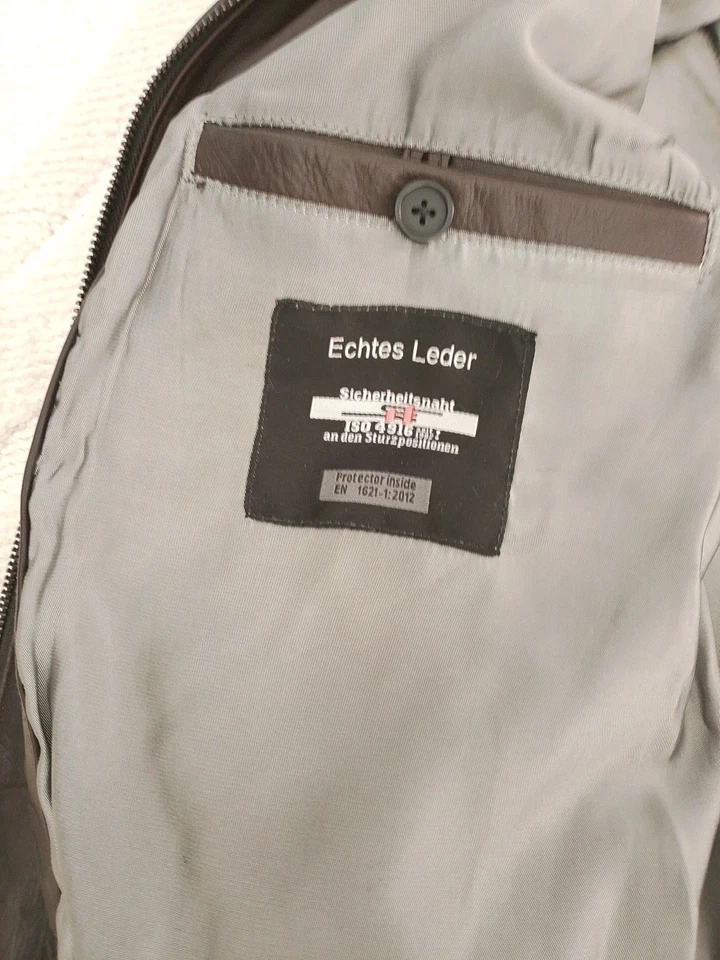 Echtes Leder
Sicherheitsnaht
ISO 4916
an den Sturzpositionen
Protector inside
EN 1621-1:2012